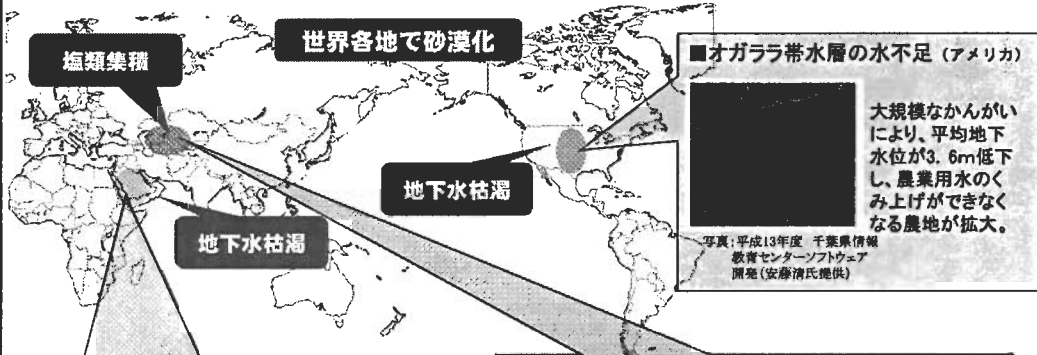 世界各地で砂漠化
塩類集積
地下水枯渇
地下水枯渇
■オガララ帯水層の水不足（アメリカ）
大規模なかんがい
により、平均地下
水位が3．6m低下
し、農業用水のく
み上げができなく
なる農地が拡大。
写真：平成13年度 千葉県情報
教育センターソフトウェア
開発（安藤清氏提供）